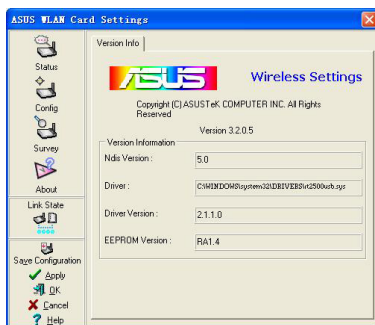 ASUS WLAN Card Settings
Status
Config
Survey
About
Link State
Save Configuration
Apply
OK
Cancel
Help
Version Info
ASUS
Wireless Settings
Copyright (C) ASUSTeK COMPUTER INC. All Rights
Reserved
Version 3.2.0.5
Version Information
Ndis Version :
5.0
Driver :
C:\WINDOWS\system32\DRIVERS\rt2500usb.sys
Driver Version :
2.1.1.0
EEPROM Version :
RA1.4